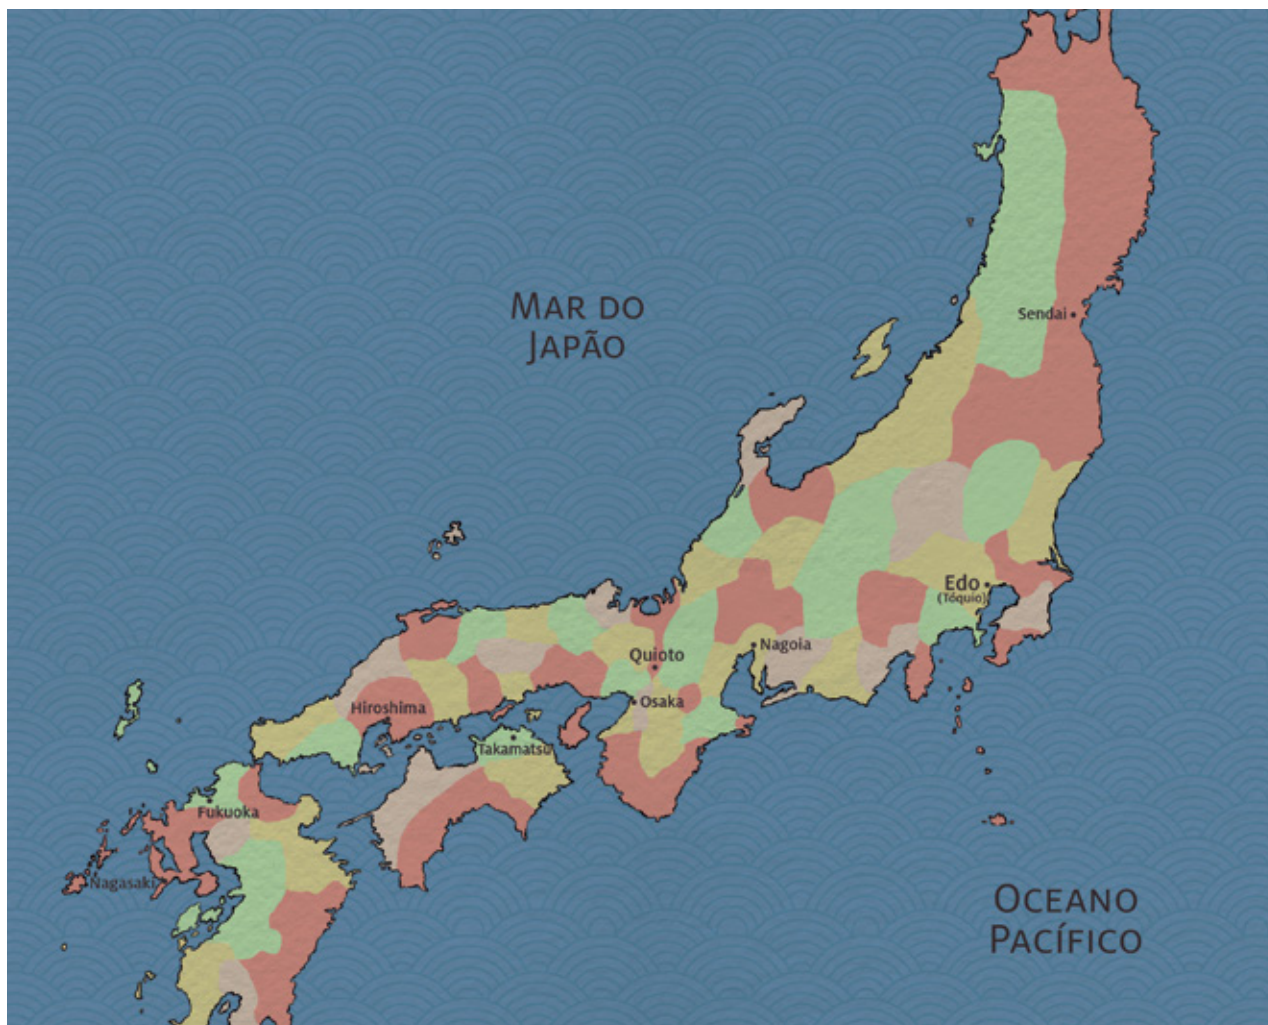 Mar do
Japão
Sendai
Edo
(Tóquio)
Nagoia
Quioto
Osaka
Hiroshima
Takamatsu
Fukuoka
Nagasaki
Oceano
Pacífico